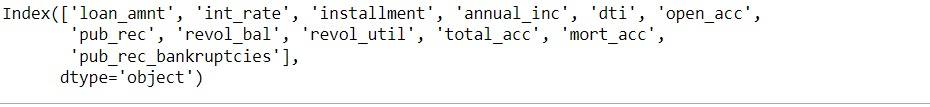 Index(['loan_amnt', 'int_rate', 'installment', 'annual_inc', 'dti', 'open_acc',
       'pub_rec', 'revol_bal', 'revol_util', 'total_acc', 'mort_acc',
       'pub_rec_bankruptcies'],
      dtype='object')